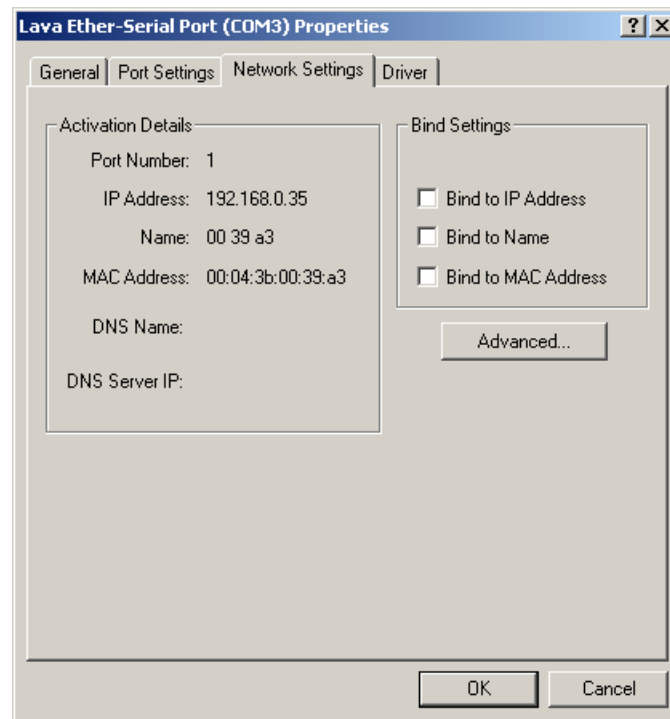 Lava Ether-Serial Port (COM3) Properties
General Port Settings Network Settings Driver
Activation Details
Port Number: 1
IP Address: 192.168.0.35
Name: 00 39 a3
MAC Address: 00:04:3b:00:39:a3
DNS Name:
DNS Server IP:
Bind Settings
Bind to IP Address
Bind to Name
Bind to MAC Address
Advanced...
OK Cancel